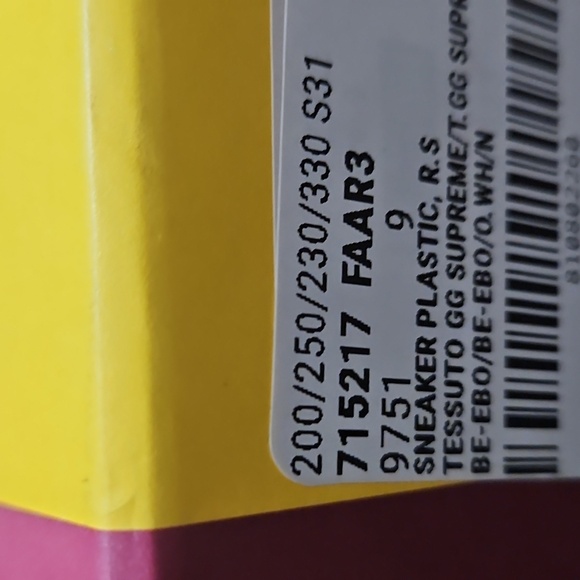 200/250/230/330 S31
715217 FAAR3
9751 9
SNEAKER PLASTIC, R.S
TESSUTO GG SUPREME/T.GG SUPR
BE-EBO/BE-EBO/O.WH/N